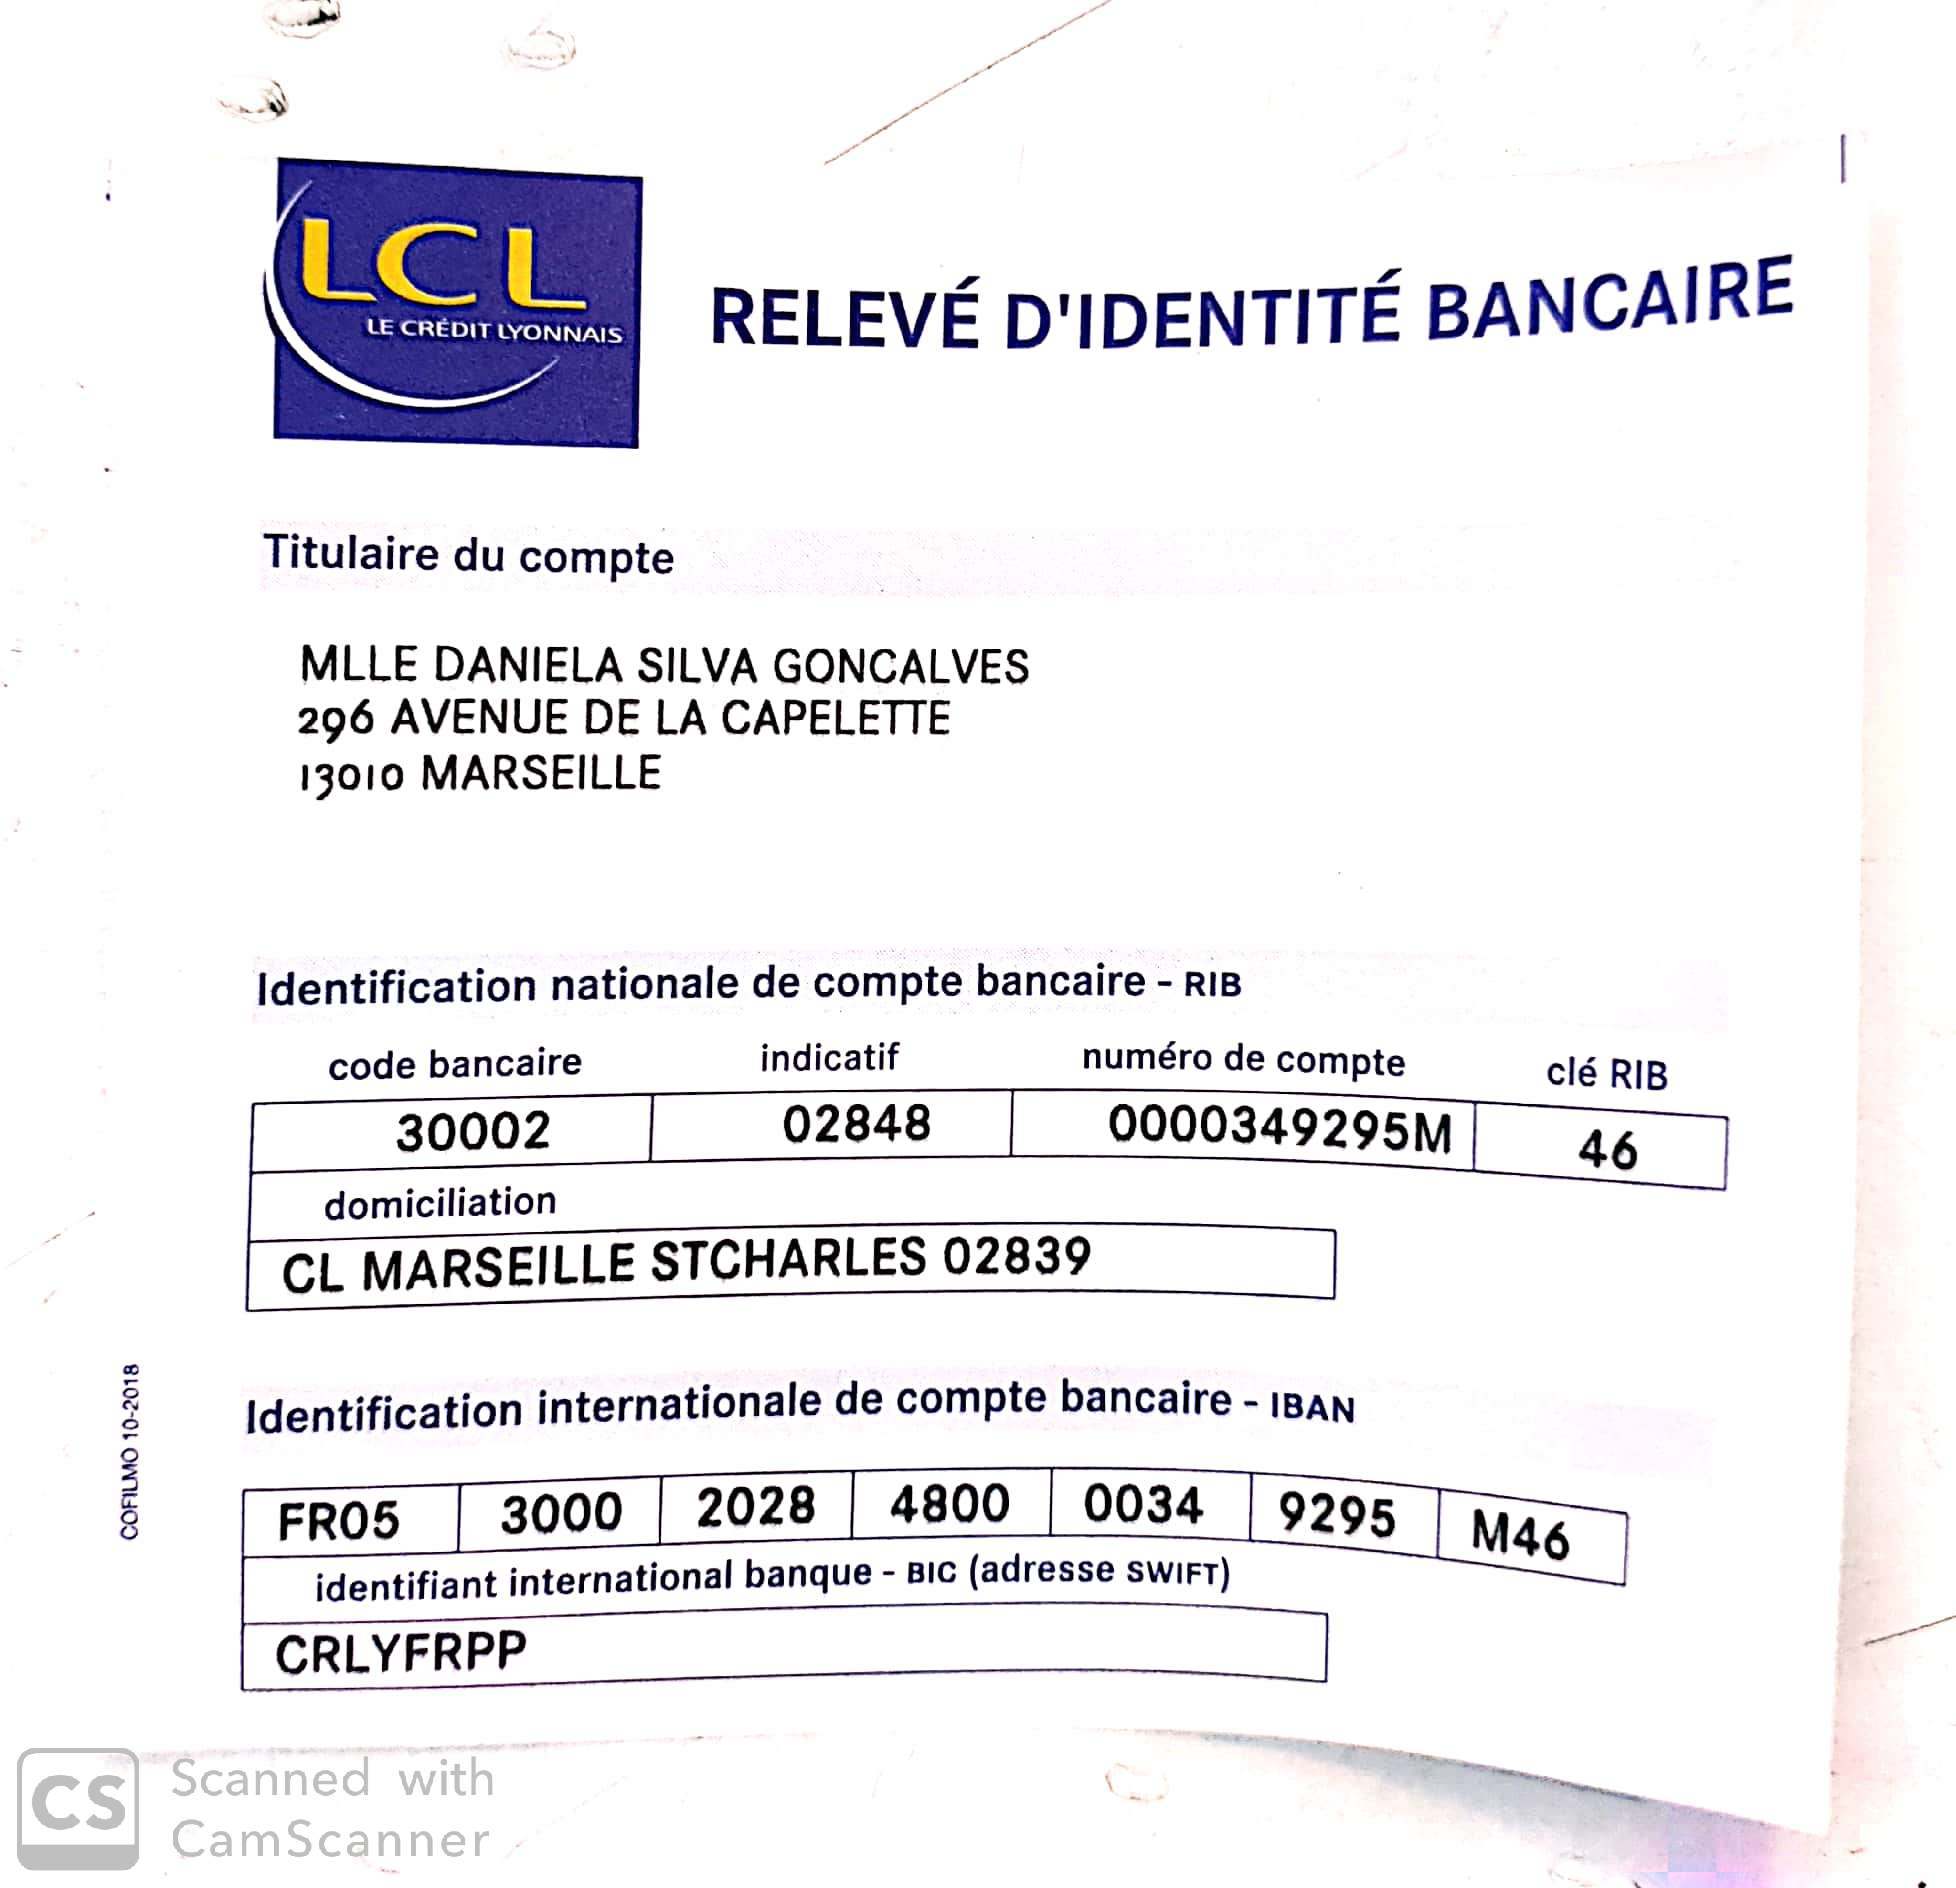 LCL
LE CRÉDIT LYONNAIS
RELEVÉ D'IDENTITÉ BANCAIRE
Titulaire du compte
MLLE DANIELA SILVA GONCALVES
296 AVENUE DE LA CAPELETTE
13010 MARSEILLE
Identification nationale de compte bancaire - RIB
code bancaire indicatif numéro de compte clé RIB
30002 02848 0000349295M 46
domiciliation
CL MARSEILLE STCHARLES 02839
Identification internationale de compte bancaire - IBAN
FR05 3000 2028 4800 0034 9295 M46
identifiant international banque - BIC (adresse SWIFT)
CRLYFRPP
COFILMO 10-2018
CS
Scanned with
CamScanner